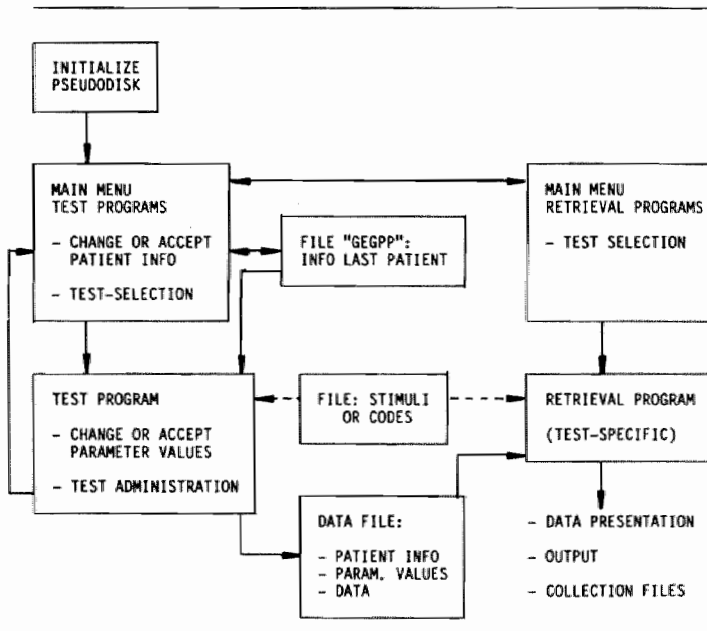 INITIALIZE
PSEUDODISK
MAIN MENU
TEST PROGRAMS
- CHANGE OR ACCEPT
PATIENT INFO
- TEST-SELECTION
FILE "GEGPP":
INFO LAST PATIENT
MAIN MENU
RETRIEVAL PROGRAMS
- TEST SELECTION
TEST PROGRAM
- CHANGE OR ACCEPT
PARAMETER VALUES
- TEST ADMINISTRATION
FILE: STIMULI
OR CODES
RETRIEVAL PROGRAM
(TEST-SPECIFIC)
DATA FILE:
- PATIENT INFO
- PARAM. VALUES
- DATA
- DATA PRESENTATION
- OUTPUT
- COLLECTION FILES